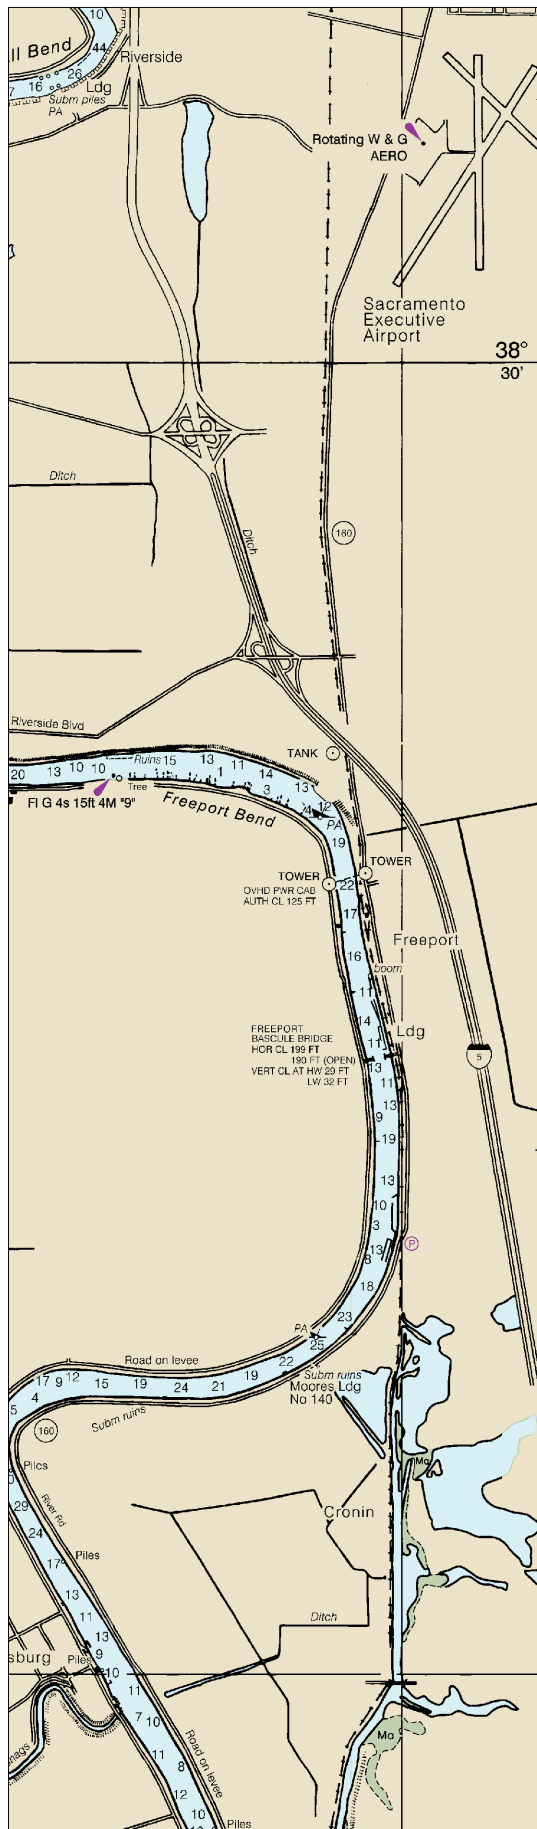 10
44
ll Bend
26
16
7
Ldg
Riverside
Subm piles
PA
Rotating W & G
AERO
Sacramento
Executive
Airport
38°
30'
Ditch
160
Ditch
Riverside Blvd
TANK
Ruins
15
13
11
14
13
12
20
13
10
10
1
3
4
PA
Tree
Fl G 4s 15ft 4M "9"
Freeport Bend
19
TOWER
TOWER
22
OVHD PWR CAB
AUTH CL 125 FT
17
Freeport
16
boom
11
14
Ldg
FREEPORT
BASCULE BRIDGE
HOR CL 199 FT
190 FT (OPEN)
VERT CL AT HW 29 FT
LW 32 FT
11
13
11
5
13
9
19
13
10
3
P
13
8
18
23
PA
25
Road on levee
22
Subm ruins
19
Moores Ldg
No 140
17
9
12
15
19
24
21
4
5
Subm ruins
160
Piles
Ma
29
River Rd
Cronin
24
17
Piles
13
11
Ditch
13
sburg
9
Piles
10
11
7
10
Ma
nags
11
8
Road on levee
12
10
Piles